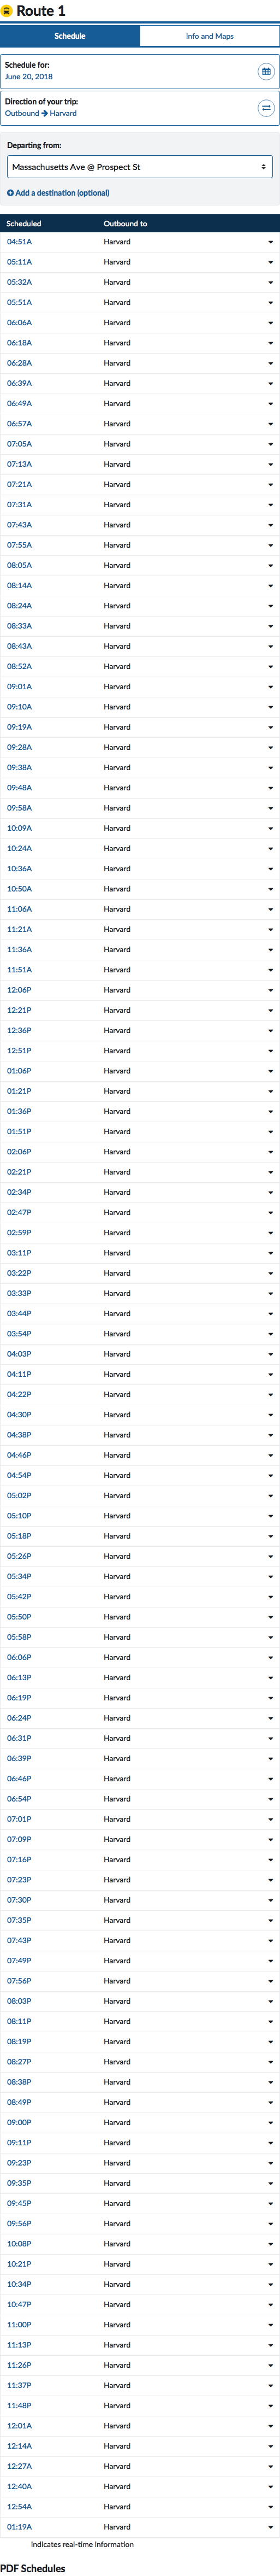 Route 1
Schedule Info and Maps
Schedule for:
June 20, 2018
Direction of your trip:
Outbound → Harvard
Departing from:
Massachusetts Ave @ Prospect St
Add a destination (optional)
Scheduled Outbound to
04:51A Harvard
05:11A Harvard
05:32A Harvard
05:51A Harvard
06:06A Harvard
06:18A Harvard
06:28A Harvard
06:39A Harvard
06:49A Harvard
06:57A Harvard
07:05A Harvard
07:13A Harvard
07:21A Harvard
07:31A Harvard
07:43A Harvard
07:55A Harvard
08:05A Harvard
08:14A Harvard
08:24A Harvard
08:33A Harvard
08:43A Harvard
08:52A Harvard
09:01A Harvard
09:10A Harvard
09:19A Harvard
09:28A Harvard
09:38A Harvard
09:48A Harvard
09:58A Harvard
10:09A Harvard
10:24A Harvard
10:36A Harvard
10:50A Harvard
11:06A Harvard
11:21A Harvard
11:36A Harvard
11:51A Harvard
12:06P Harvard
12:21P Harvard
12:36P Harvard
12:51P Harvard
01:06P Harvard
01:21P Harvard
01:36P Harvard
01:51P Harvard
02:06P Harvard
02:21P Harvard
02:34P Harvard
02:47P Harvard
02:59P Harvard
03:11P Harvard
03:22P Harvard
03:33P Harvard
03:44P Harvard
03:54P Harvard
04:03P Harvard
04:11P Harvard
04:22P Harvard
04:30P Harvard
04:38P Harvard
04:46P Harvard
04:54P Harvard
05:02P Harvard
05:10P Harvard
05:18P Harvard
05:26P Harvard
05:34P Harvard
05:42P Harvard
05:50P Harvard
05:58P Harvard
06:06P Harvard
06:13P Harvard
06:19P Harvard
06:24P Harvard
06:31P Harvard
06:39P Harvard
06:46P Harvard
06:54P Harvard
07:01P Harvard
07:09P Harvard
07:16P Harvard
07:23P Harvard
07:30P Harvard
07:35P Harvard
07:43P Harvard
07:49P Harvard
07:56P Harvard
08:03P Harvard
08:11P Harvard
08:19P Harvard
08:27P Harvard
08:38P Harvard
08:49P Harvard
09:00P Harvard
09:11P Harvard
09:23P Harvard
09:35P Harvard
09:45P Harvard
09:56P Harvard
10:08P Harvard
10:21P Harvard
10:34P Harvard
10:47P Harvard
11:00P Harvard
11:13P Harvard
11:26P Harvard
11:37P Harvard
11:48P Harvard
12:01A Harvard
12:14A Harvard
12:27A Harvard
12:40A Harvard
12:54A Harvard
01:19A Harvard
indicates real-time information
PDF Schedules